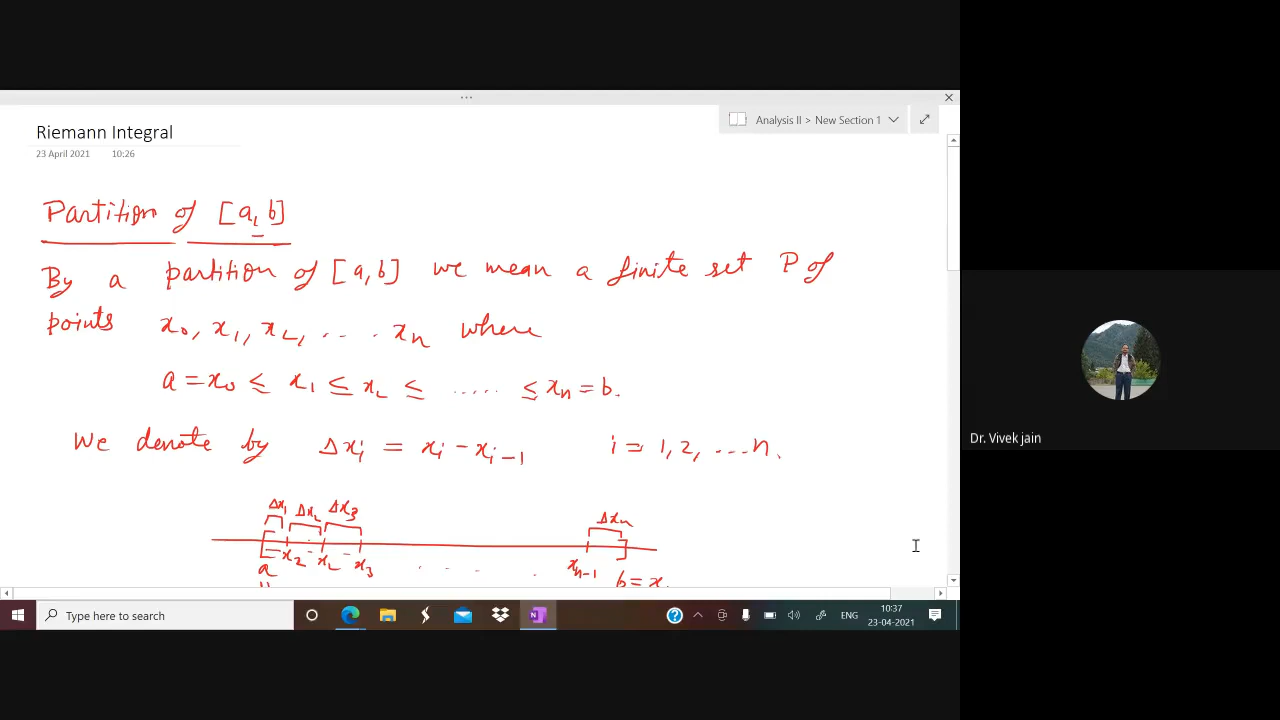 Riemann Integral
Analysis II > New Section 1
23 April 2021 10:26
Partition of [a, b]
By a partition of [a, b] we mean a finite set P of
points x₀, x₁, x₂, ..... xₙ where
a = x₀ ≤ x₁ ≤ x₂ ≤ ..... ≤ xₙ = b.
We denote by Δxᵢ = xᵢ - xᵢ₋₁ i = 1, 2, ... n.
Δx₁ Δx₂ Δx₃ Δxₙ
a x₂ x₂ x₃ ..... xₙ₋₁ b = x
Dr. Vivek jain
Type here to search
ENG
10:37
23-04-2021